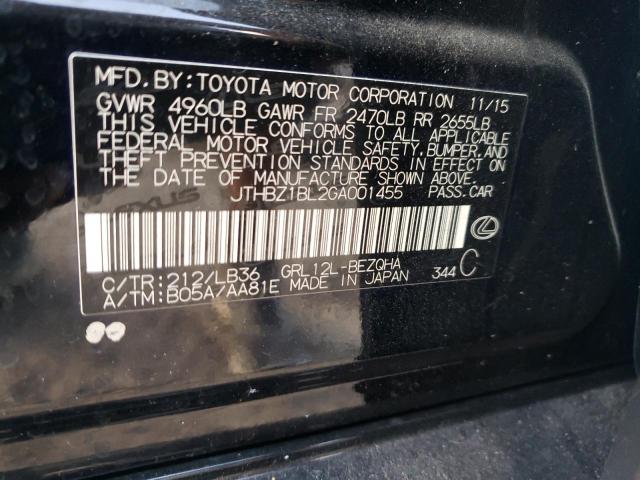 MFD. BY: TOYOTA MOTOR CORPORATION 11/15
GVWR 4960LB GAWR FR 2470LB RR 2655LB
THIS VEHICLE CONFORMS TO ALL APPLICABLE
FEDERAL MOTOR VEHICLE SAFETY, BUMPER, AND
THEFT PREVENTION STANDARDS IN EFFECT ON
THE DATE OF MANUFACTURE SHOWN ABOVE.
JTHBZ1BL2GA001455 PASS. CAR
C/TR: 212/LB36 GRL12L-BEZQHA
A/TM: B05A/AA81E MADE IN JAPAN 344 C